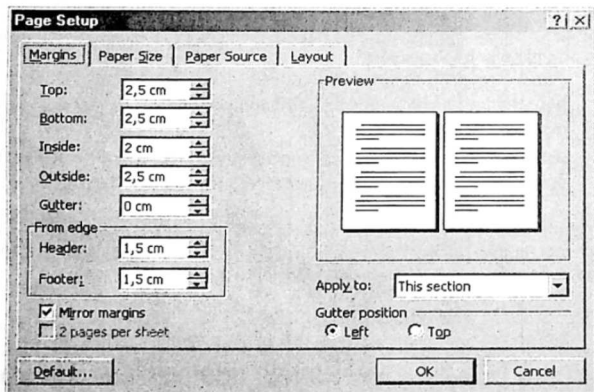 Page Setup
Margins Paper Size Paper Source Layout
Top: 2,5 cm
Bottom: 2,5 cm
Inside: 2 cm
Outside: 2,5 cm
Gutter: 0 cm
From edge
Header: 1,5 cm
Footer: 1,5 cm
Mirror margins
2 pages per sheet
Preview
Apply to: This section
Gutter position
Left Top
Default... OK Cancel